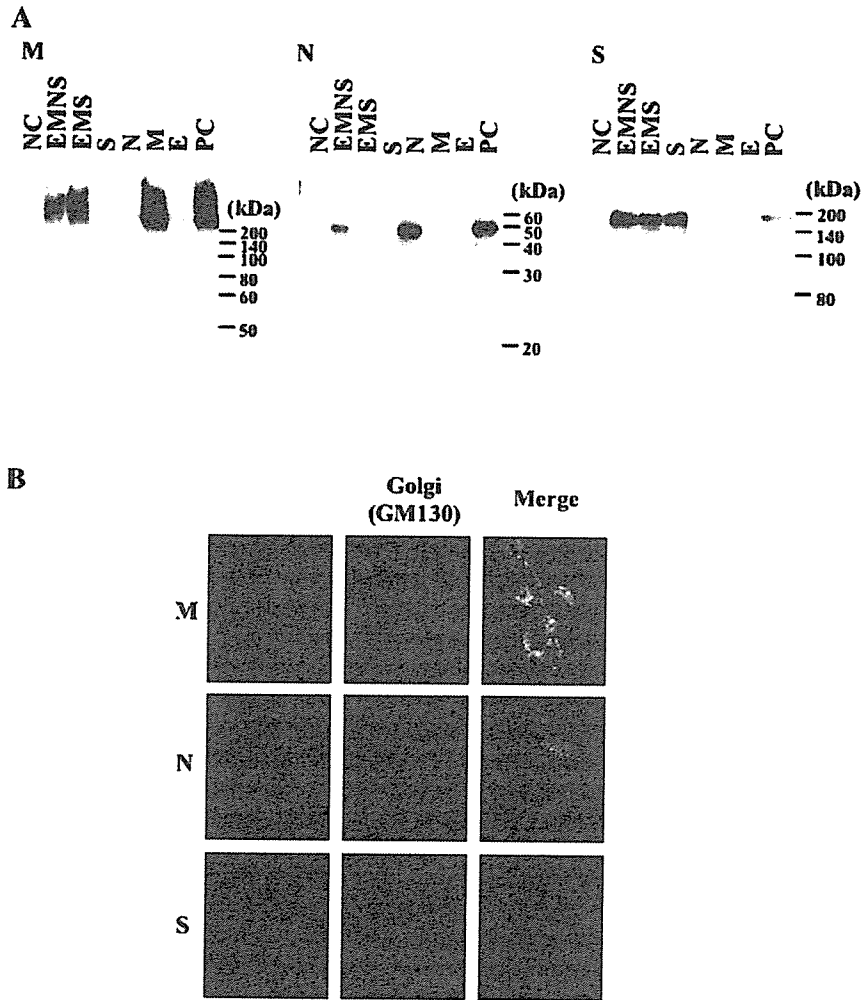 A
M
N
S
NC
EMNS
EMS
S
N
M
E
PC
(kDa)
200
140
100
80
60
50
NC
EMNS
EMS
S
N
M
E
PC
(kDa)
60
50
40
30
20
NC
EMNS
EMS
S
N
M
E
PC
(kDa)
200
140
100
80
B
Golgi
(GM130)
Merge
M
N
S